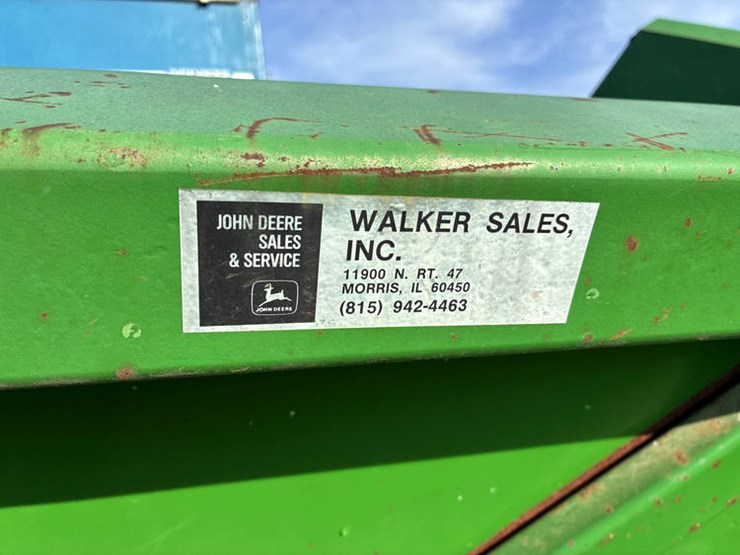 JOHN DEERE
SALES
& SERVICE
JOHN DEERE
WALKER SALES,
INC.
11900 N. RT. 47
MORRIS, IL 60450
(815) 942-4463